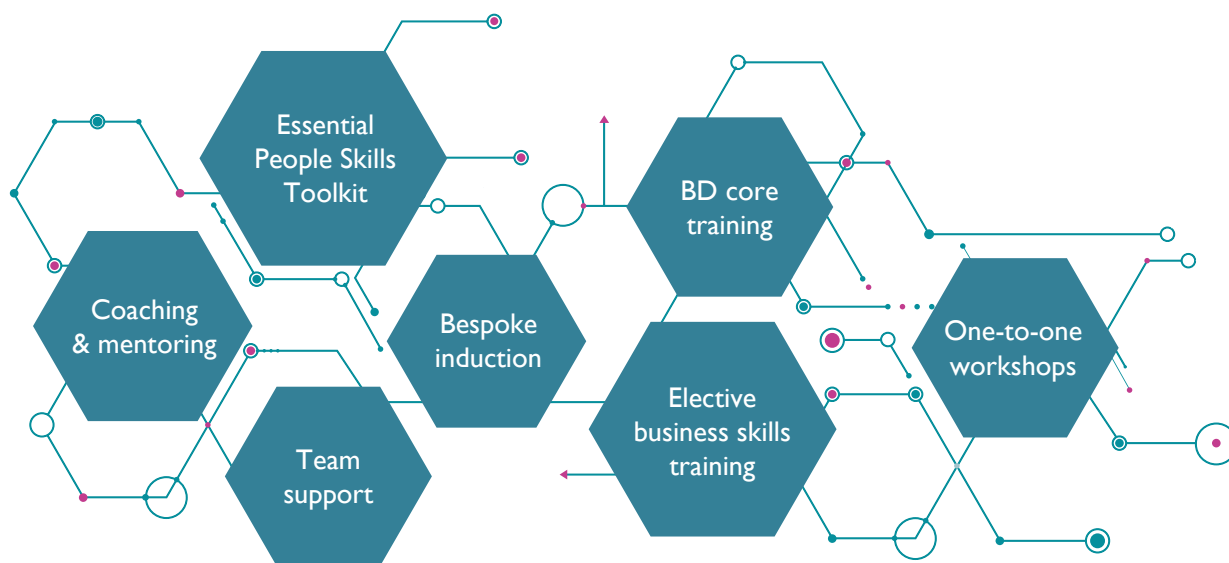 Essential
People Skills
Toolkit
BD core
training
Coaching
& mentoring
Bespoke
induction
One-to-one
workshops
Elective
business skills
training
Team
support